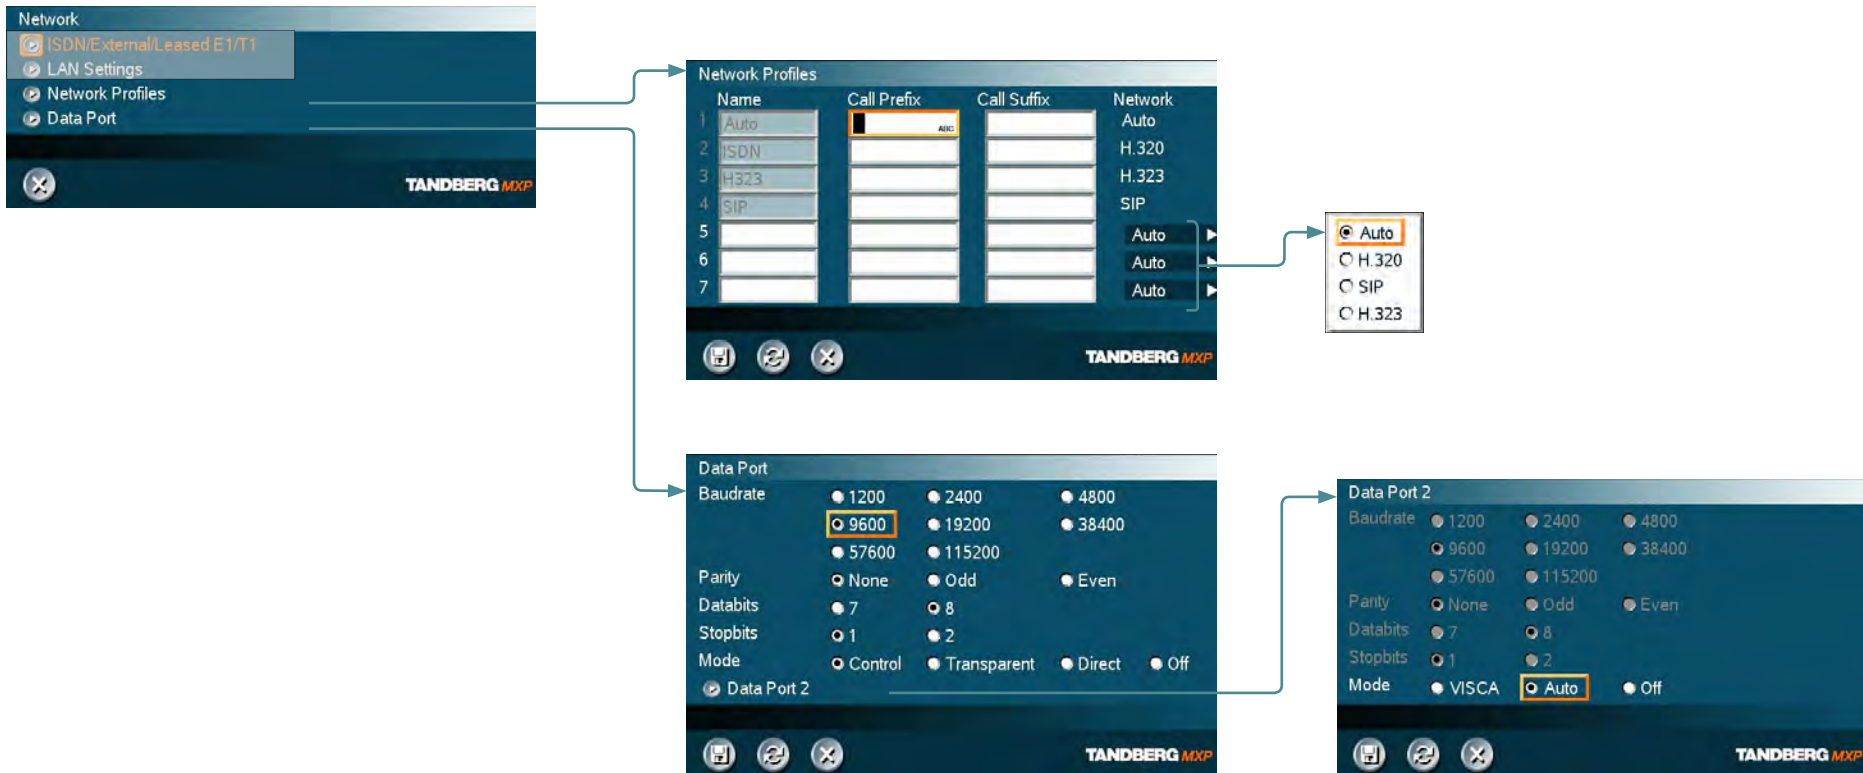 Network
ISDN/External/Leased E1/T1
LAN Settings
Network Profiles
Data Port
TANDBERG MXP
Network Profiles
Name Call Prefix Call Suffix Network
1 Auto ABC Auto
2 ISDN H.320
3 H323 H.323
4 SIP SIP
5 Auto
6 Auto
7 Auto
TANDBERG MXP
Auto
H.320
SIP
H.323
Data Port
Baudrate 1200 2400 4800
9600 19200 38400
57600 115200
Parity None Odd Even
Databits 7 8
Stopbits 1 2
Mode Control Transparent Direct Off
Data Port 2
TANDBERG MXP
Data Port 2
Baudrate 1200 2400 4800
9600 19200 38400
57600 115200
Parity None Odd Even
Databits 7 8
Stopbits 1 2
Mode VISCA Auto Off
TANDBERG MXP